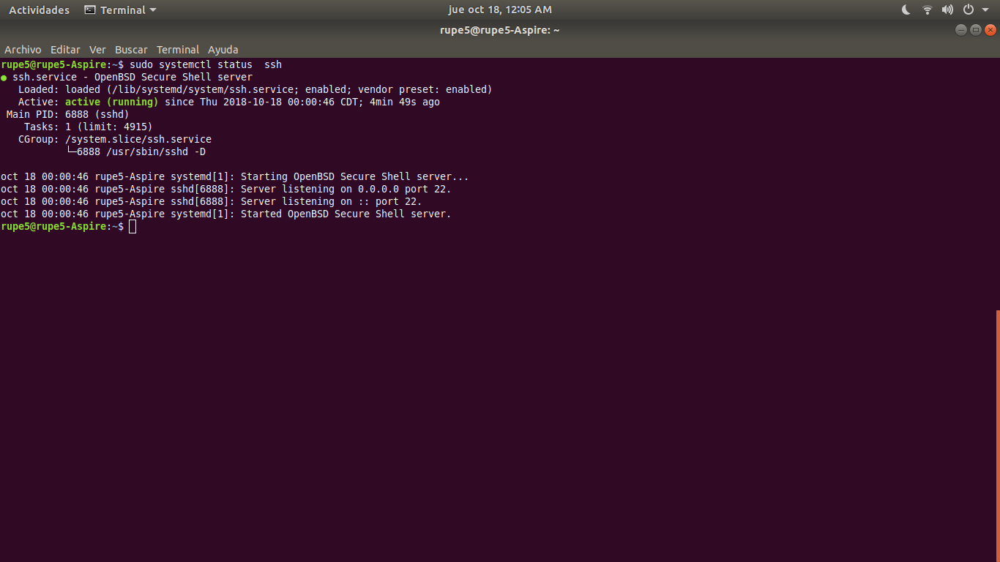 Actividades Terminal jue oct 18, 12:05 AM
rupe5@rupe5-Aspire: ~
Archivo Editar Ver Buscar Terminal Ayuda
rupe5@rupe5-Aspire:~$ sudo systemctl status  ssh
● ssh.service - OpenBSD Secure Shell server
   Loaded: loaded (/lib/systemd/system/ssh.service; enabled; vendor preset: enabled)
   Active: active (running) since Thu 2018-10-18 00:00:46 CDT; 4min 49s ago
 Main PID: 6888 (sshd)
    Tasks: 1 (limit: 4915)
   CGroup: /system.slice/ssh.service
           └─6888 /usr/sbin/sshd -D
oct 18 00:00:46 rupe5-Aspire systemd[1]: Starting OpenBSD Secure Shell server...
oct 18 00:00:46 rupe5-Aspire sshd[6888]: Server listening on 0.0.0.0 port 22.
oct 18 00:00:46 rupe5-Aspire sshd[6888]: Server listening on :: port 22.
oct 18 00:00:46 rupe5-Aspire systemd[1]: Started OpenBSD Secure Shell server.
rupe5@rupe5-Aspire:~$